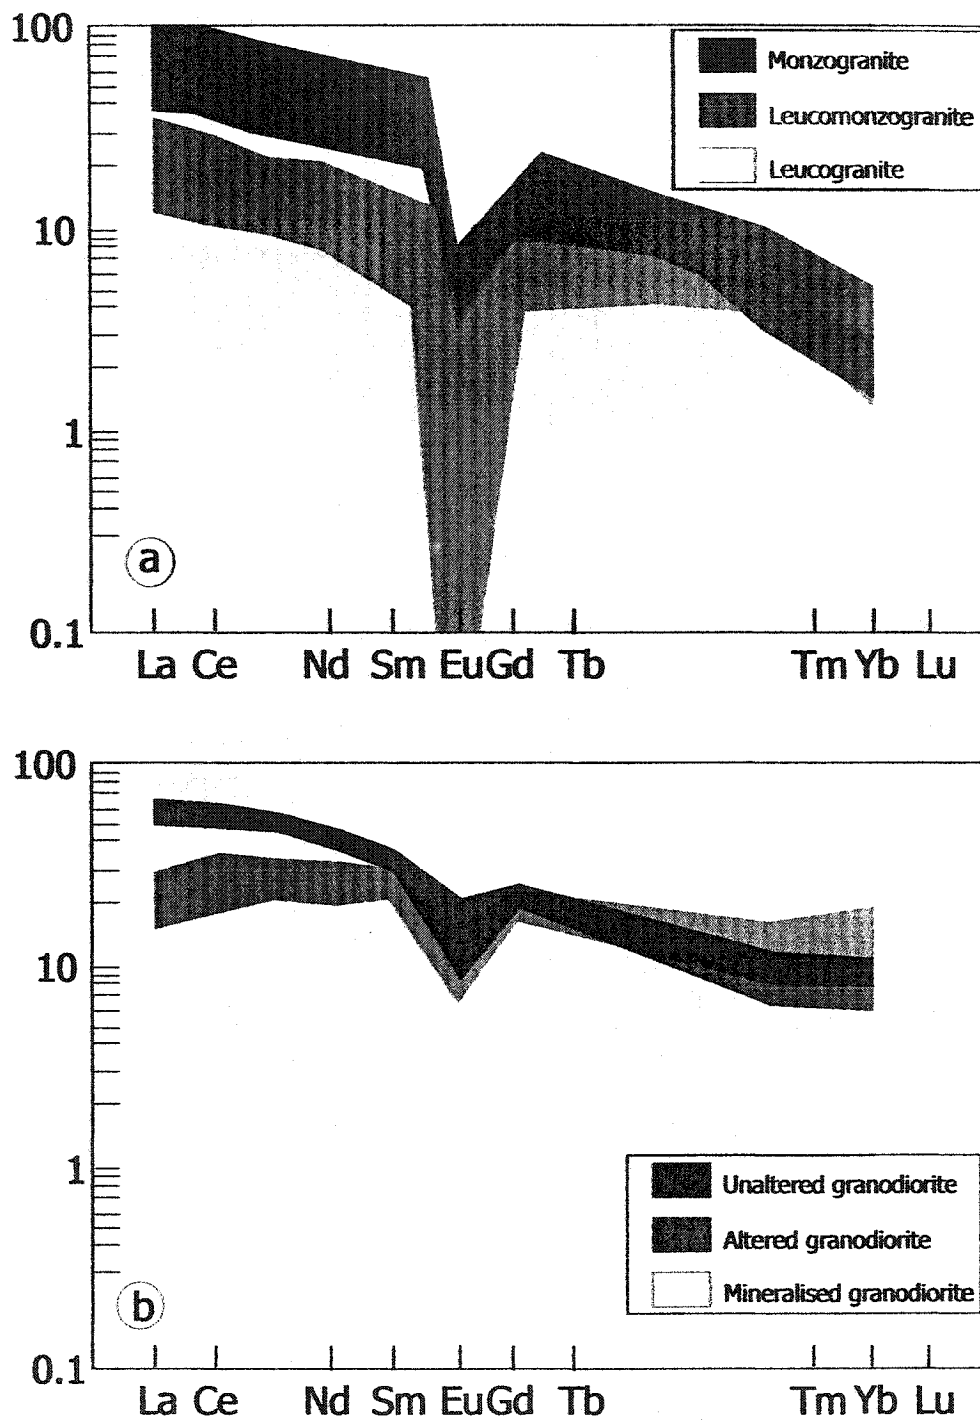 100
Monzogranite
Leucomonzogranite
Leucogranite
10
1
a
0.1
La Ce Nd Sm Eu Gd Tb Tm Yb Lu
100
10
1
Unaltered granodiorite
Altered granodiorite
Mineralised granodiorite
b
0.1
La Ce Nd Sm Eu Gd Tb Tm Yb Lu